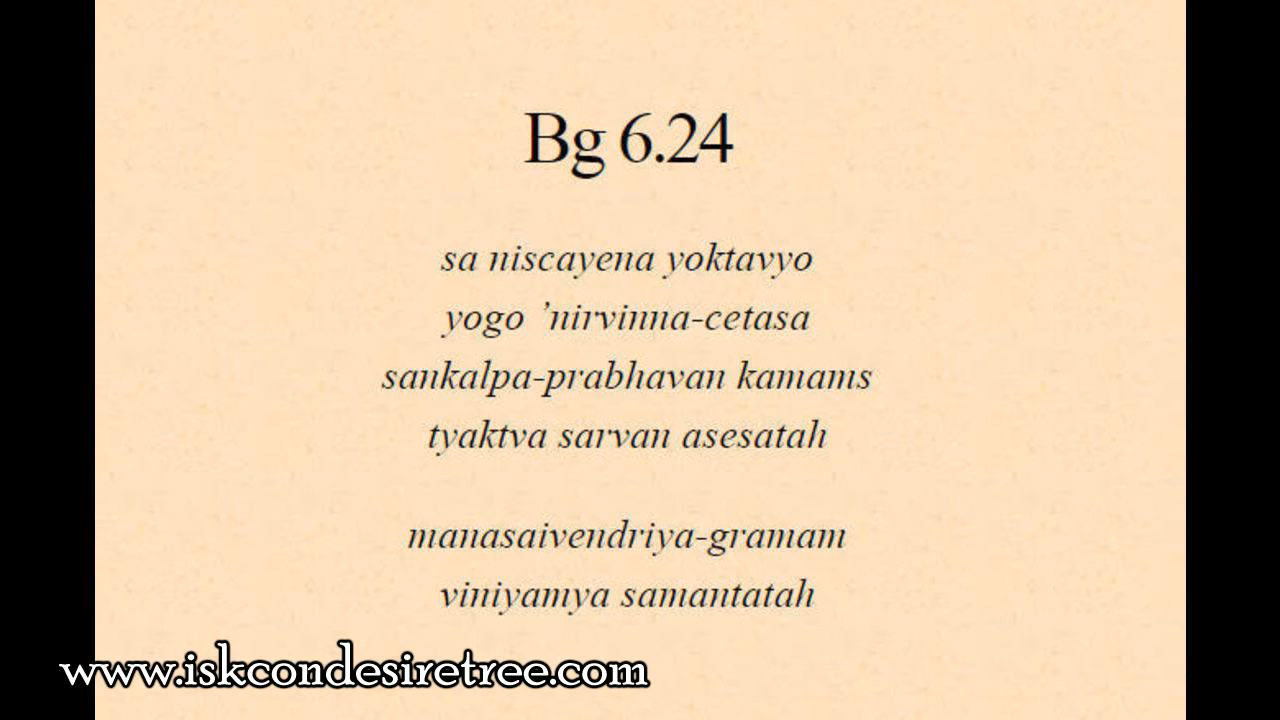 Bg 6.24
sa niscayena yoktavyo
yogo ’nirvinna-cetasa
sankalpa-prabhavan kamams
tyaktva sarvan asesatah
manasaivendriya-gramam
viniyamya samantatah
www.iskcondesiretree.com